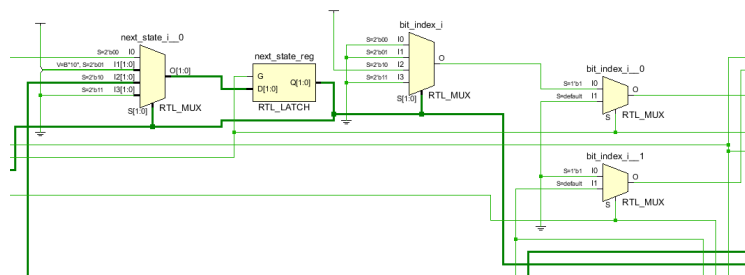 next_state_i__0
S=2'b00 I0
V=B"10", S=2'b01 I1[1:0]
S=2'b10 I2[1:0]
S=2'b11 I3[1:0]
O[1:0]
S[1:0]
RTL_MUX
next_state_reg
G
D[1:0]
Q[1:0]
RTL_LATCH
bit_index_i
S=2'b00 I0
S=2'b01 I1
S=2'b10 I2
S=2'b11 I3
O
S[1:0]
RTL_MUX
bit_index_i__0
S=1'b1 I0
S=default I1
O
S
RTL_MUX
bit_index_i__1
S=1'b1 I0
S=default I1
O
S
RTL_MUX